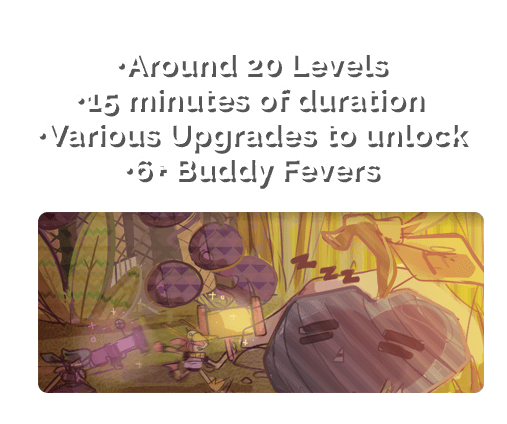 •Around 20 Levels
•15 minutes of duration
•Various Upgrades to unlock
•6+ Buddy Fevers
z z z z